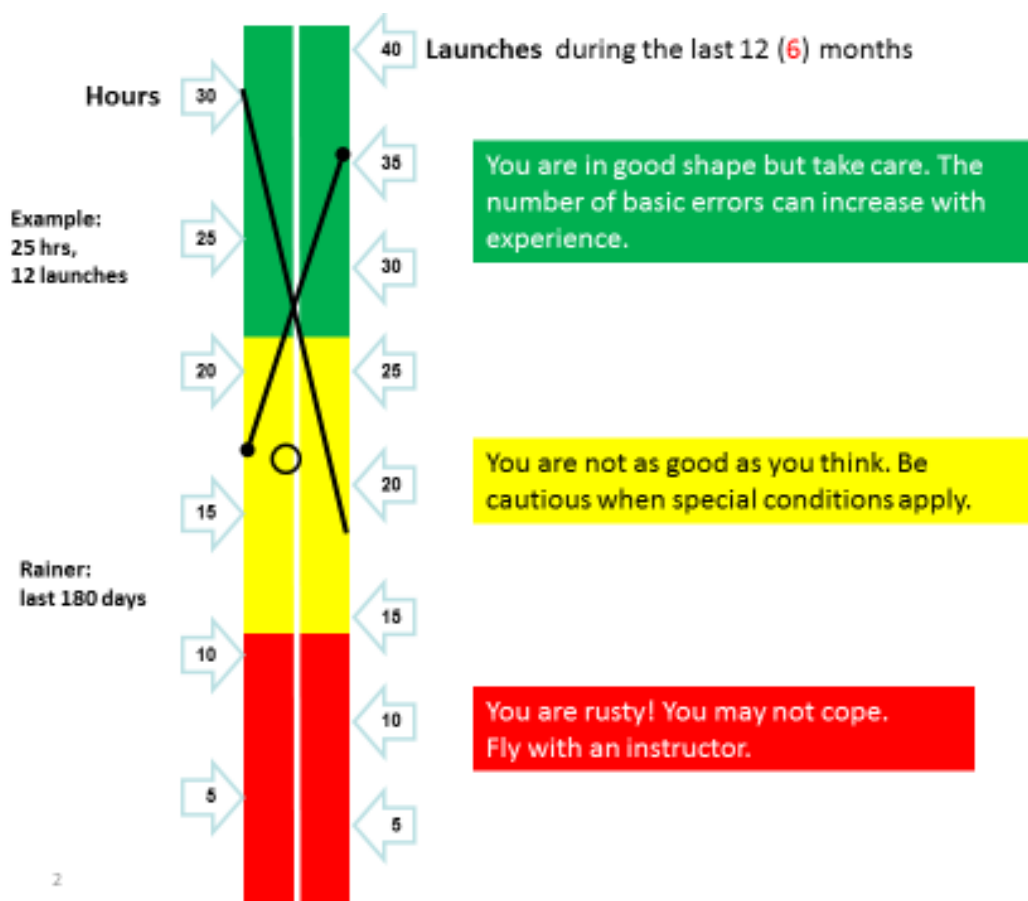 40
Launches during the last 12 (6) months
Hours
30
35
You are in good shape but take care. The
number of basic errors can increase with
experience.
Example:
25 hrs,
12 launches
25
30
20
25
You are not as good as you think. Be
cautious when special conditions apply.
20
15
Rainer:
last 180 days
15
10
You are rusty! You may not cope.
Fly with an instructor.
10
5
5
2